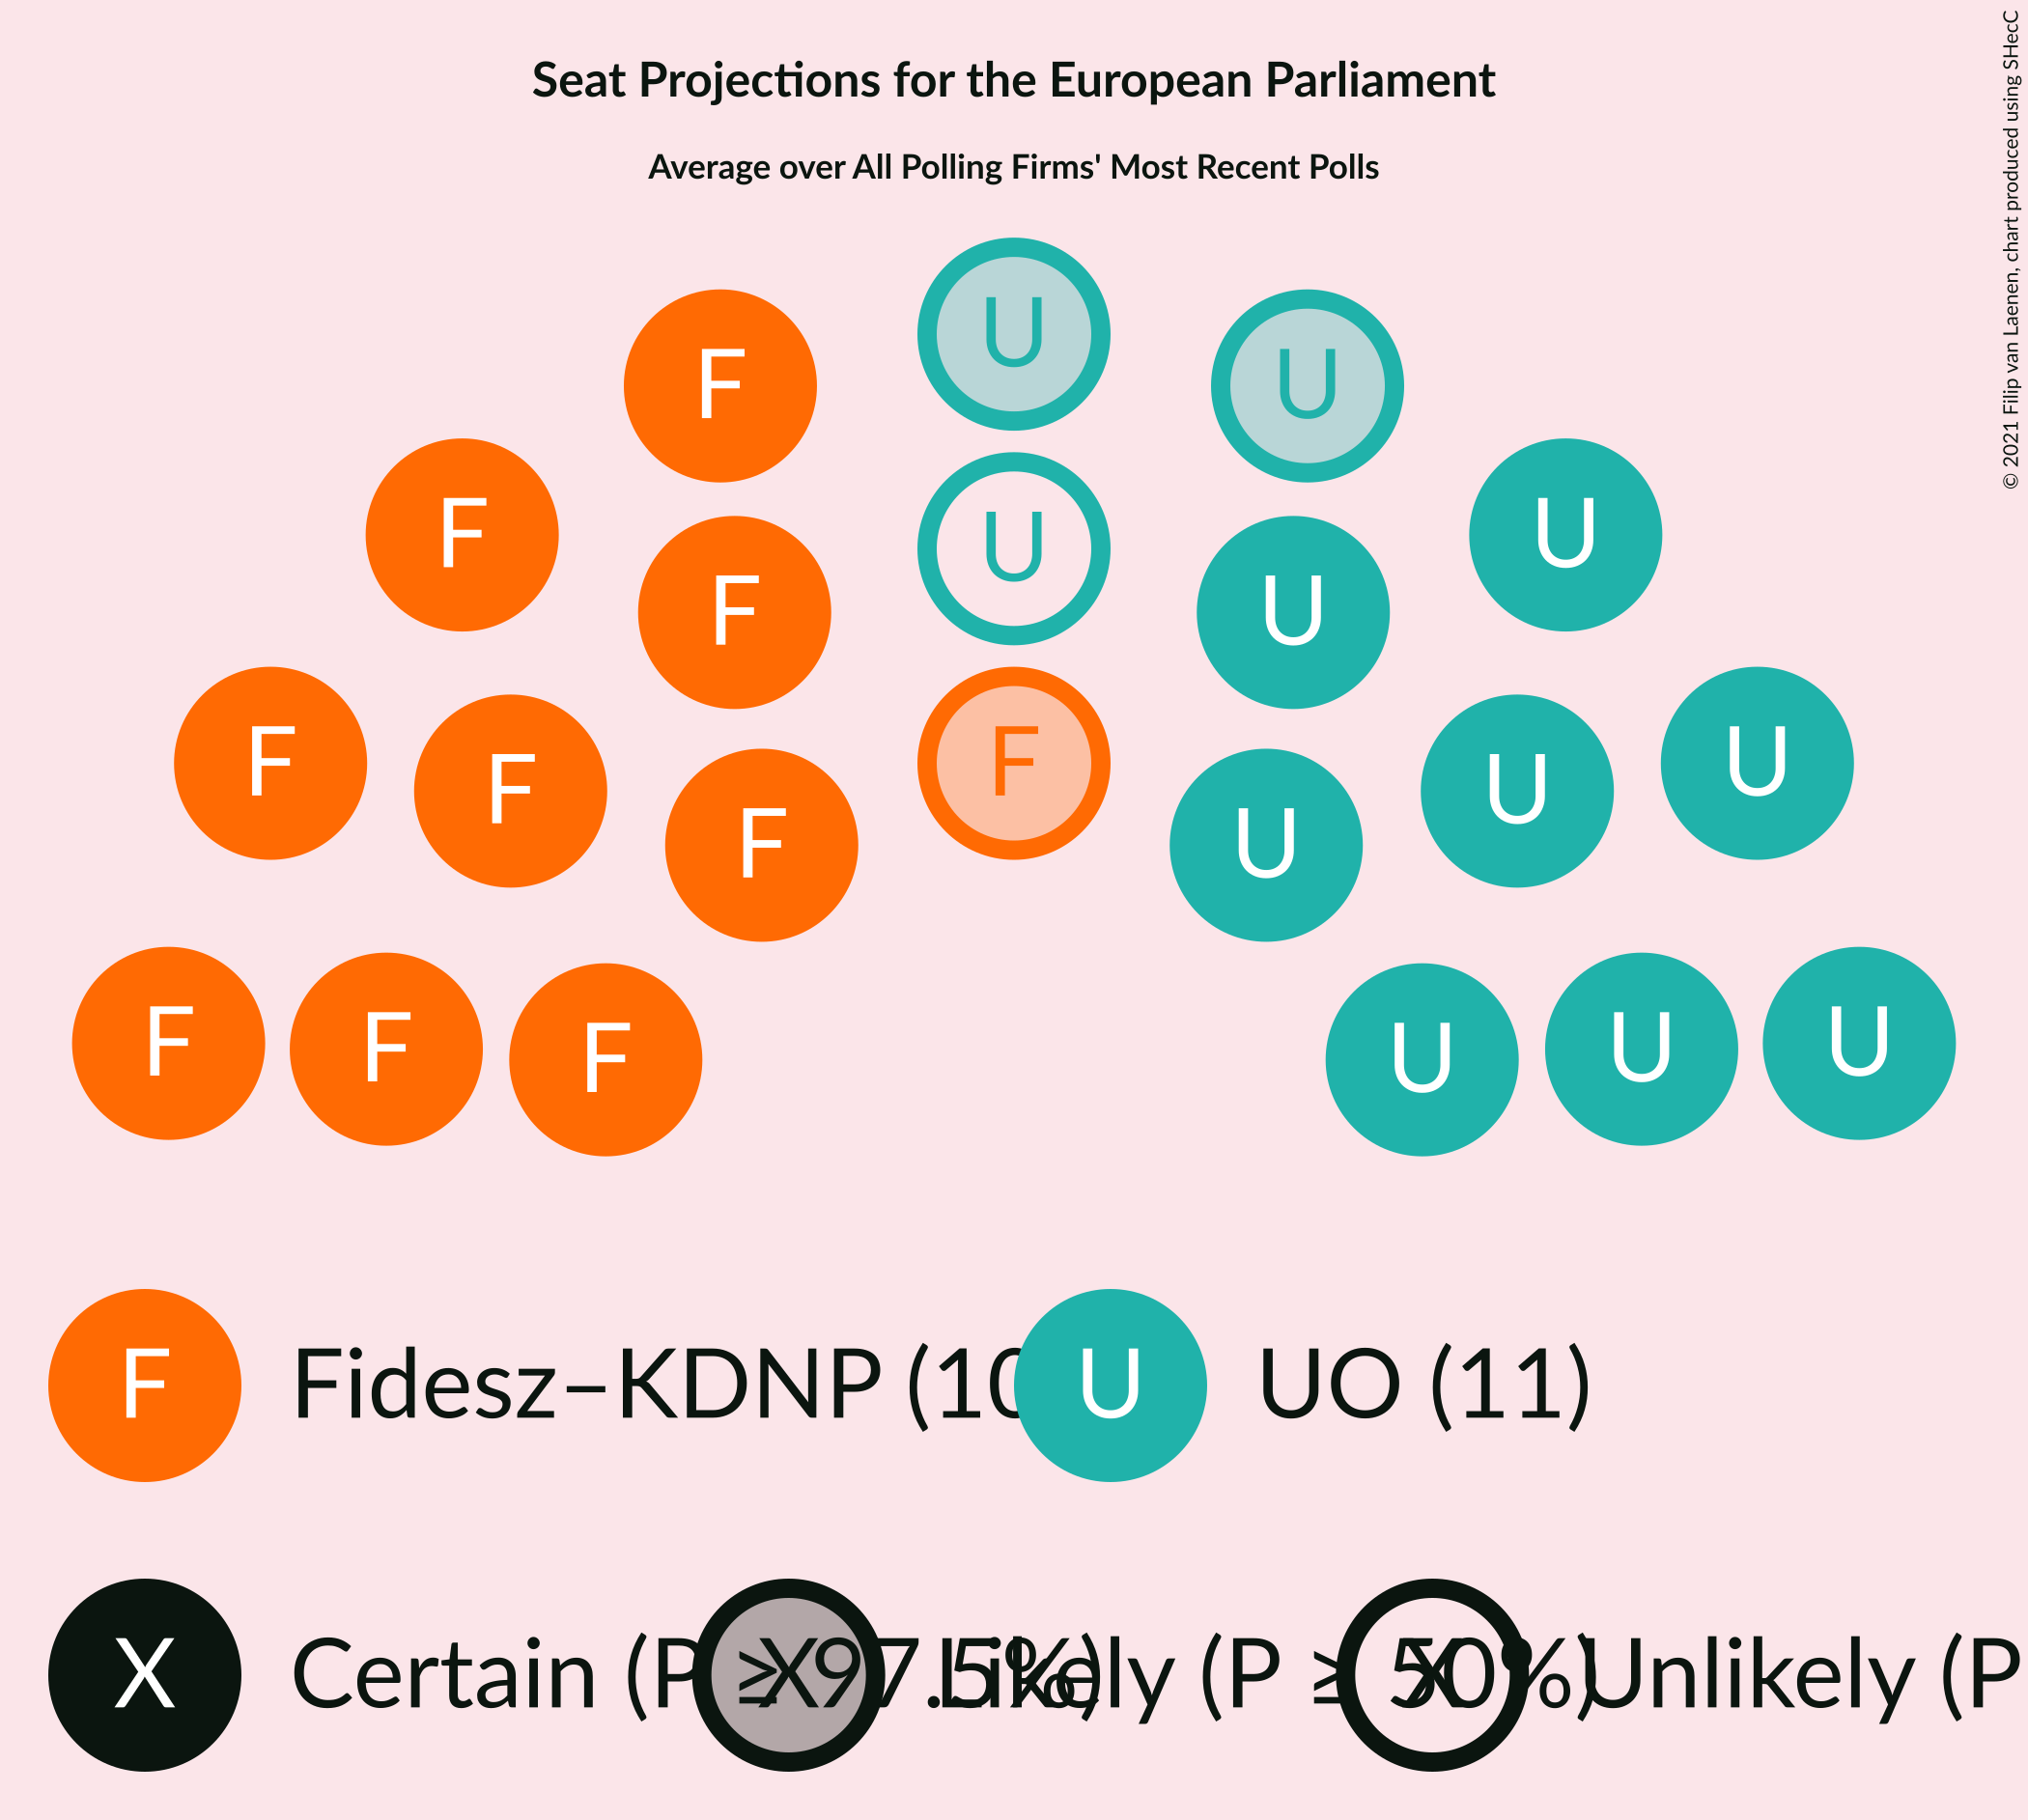 Seat Projections for the European Parliament
Average over All Polling Firms' Most Recent Polls
© 2021 Filip van Laenen, chart produced using SHecC
U
F U
F U U
F U
F F U
F F U U
F U
F F U U
F F U U
F Fidesz–KDNP (10 U UO (11)
X Certain (P ≥ 97.5%) X Likely (P ≥ 50%) X Unlikely (P